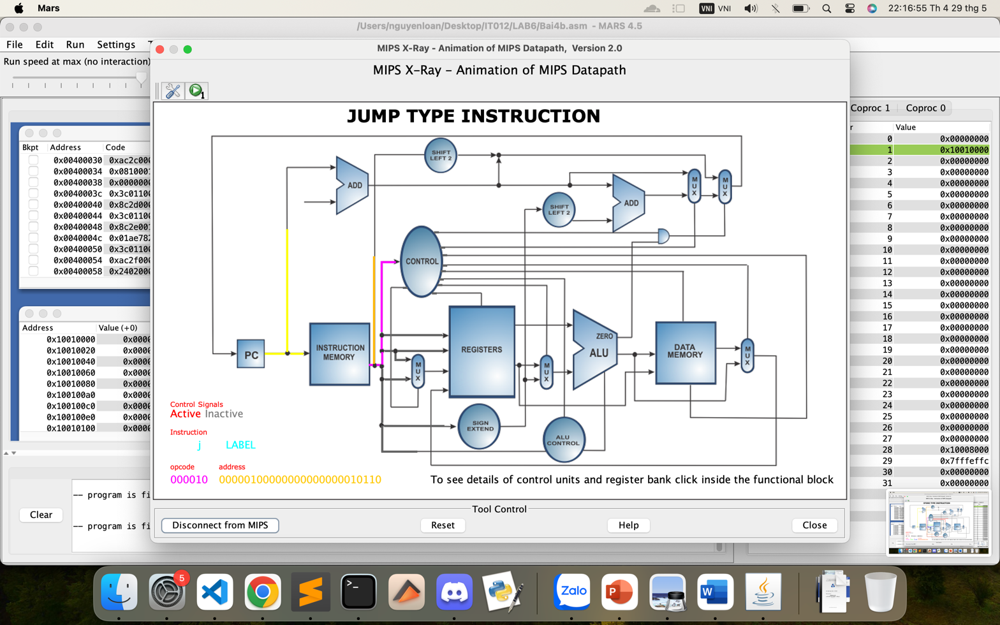 Mars
VNI VNI
22:16:55 Th 4 29 thg 5
/Users/nguyenloan/Desktop/IT012/LAB6/Bai4b.asm - MARS 4.5
File Edit Run Settings
MIPS X-Ray - Animation of MIPS Datapath, Version 2.0
Run speed at max (no interaction)
MIPS X-Ray - Animation of MIPS Datapath
1
JUMP TYPE INSTRUCTION
Coproc 1 Coproc 0
r Value
0 0x00000000
1 0x10010000
2 0x00000000
3 0x00000000
4 0x00000000
5 0x00000000
6 0x00000000
7 0x00000000
8 0x00000000
9 0x00000000
10 0x00000000
11 0x00000000
12 0x00000000
13 0x00000000
14 0x00000000
15 0x00000000
16 0x00000000
17 0x00000000
18 0x00000000
19 0x00000000
20 0x00000000
21 0x00000000
22 0x00000000
23 0x00000000
24 0x00000000
25 0x00000000
26 0x00000000
27 0x00000000
28 0x10008000
29 0x7fffeffc
30 0x00000000
31 0x00000000
Bkpt Address Code
0x00400030 0xac2c000
0x00400034 0x0810001
0x00400038 0x0000000
0x0040003c 0x3c01100
0x00400040 0x8c2d000
0x00400044 0x3c01100
0x00400048 0x8c2e001
0x0040004c 0x01ae782
0x00400050 0x3c01100
0x00400054 0xac2f000
0x00400058 0x2402000
Address Value (+0)
0x10010000 0x0000
0x10010020 0x0000
0x10010040 0x0000
0x10010060 0x0000
0x10010080 0x0000
0x100100a0 0x0000
0x100100c0 0x0000
0x100100e0 0x0000
0x10010100 0x0000
SHIFT
LEFT 2
ADD
MUX
MUX
SHIFT
LEFT 2
ADD
CONTROL
PC
INSTRUCTION
MEMORY
MUX
REGISTERS
MUX
ZERO
ALU
DATA
MEMORY
MUX
SIGN
EXTEND
ALU
CONTROL
Control Signals
Active Inactive
Instruction
j LABEL
opcode address
000010 00000100000000000000010110
To see details of control units and register bank click inside the functional block
-- program is fi
-- program is fi
Clear
Tool Control
Disconnect from MIPS Reset Help Close
5
Zalo
P
W